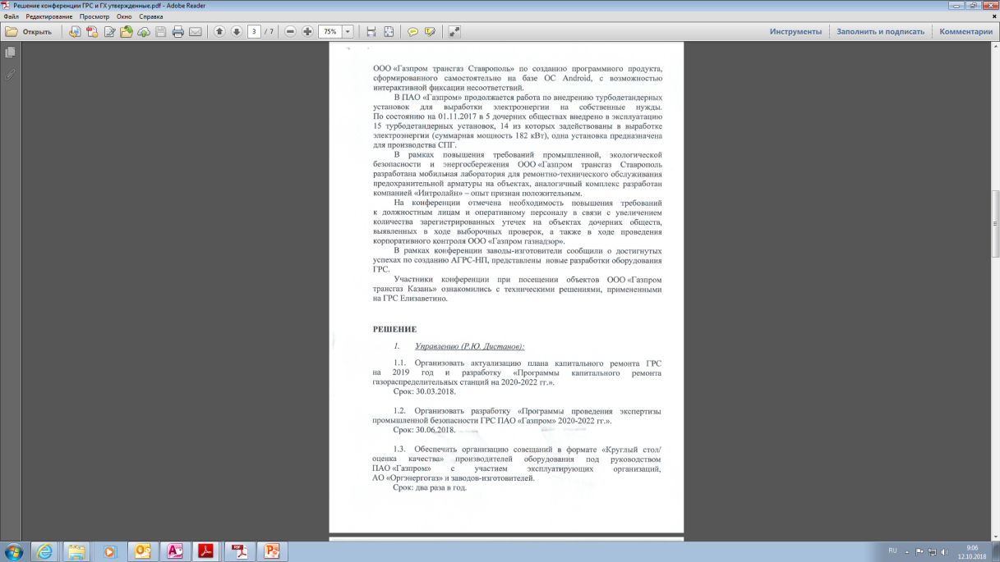 Решение конференции ГРС и ГХ утвержденные.pdf - Adobe Reader
Файл Редактирование Просмотр Окно Справка
Открыть 3 / 7 75% Инструменты Заполнить и подписать Комментарии
ООО «Газпром трансгаз Ставрополь» по созданию программного продукта,
сформированного самостоятельно на базе ОС Android, с возможностью
интерактивной фиксации несоответствий.
В ПАО «Газпром» продолжается работа по внедрению турбодетандерных
установок для выработки электроэнергии на собственные нужды.
По состоянию на 01.11.2017 в 5 дочерних обществах внедрено в эксплуатацию
15 турбодетандерных установок, 14 из которых задействованы в выработке
электроэнергии (суммарная мощность 182 кВт), одна установка предназначена
для производства СПГ.
В рамках повышения требований промышленной, экологической
безопасности и энергосбережения ООО «Газпром трансгаз Ставрополь
разработана мобильная лаборатория для ремонтно-технического обслуживания
предохранительной арматуры на объектах, аналогичный комплекс разработан
компанией «Интролайн» – опыт признан положительным.
На конференции отмечена необходимость повышения требований
к должностным лицам и оперативному персоналу в связи с увеличением
количества зарегистрированных утечек на объектах дочерних обществ,
выявленных в ходе выборочных проверок, а также в ходе проведения
корпоративного контроля ООО «Газпром газнадзор».
В рамках конференции заводы-изготовители сообщили о достигнутых
успехах по созданию АГРС-НП, представлены новые разработки оборудования
ГРС.
Участники конференции при посещении объектов ООО «Газпром
трансгаз Казань» ознакомились с техническими решениями, примененными
на ГРС Елизаветино.
РЕШЕНИЕ
1. Управлению (Р.Ю. Дистанов):
1.1. Организовать актуализацию плана капитального ремонта ГРС
на 2019 год и разработку «Программы капитального ремонта
газораспределительных станций на 2020-2022 гг.».
Срок: 30.03.2018.
1.2. Организовать разработку «Программы проведения экспертизы
промышленной безопасности ГРС ПАО «Газпром» 2020-2022 гг.».
Срок: 30.06.2018.
1.3. Обеспечить организацию совещаний в формате «Круглый стол/
оценка качества» производителей оборудования под руководством
ПАО «Газпром» с участием эксплуатирующих организаций,
АО «Оргэнергогаз» и заводов-изготовителей.
Срок: два раза в год.
RU 9:06
12.10.2018